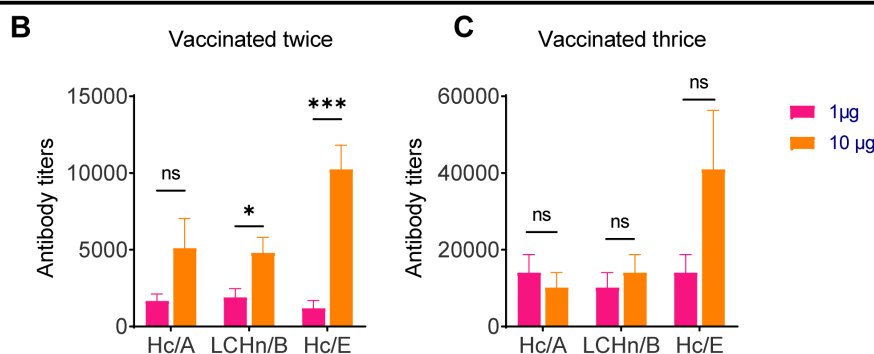 B
Vaccinated twice
Antibody titers
15000
10000
5000
0
ns
*
***
Hc/A
LCHn/B
Hc/E
C
Vaccinated thrice
Antibody titers
60000
40000
20000
0
ns
ns
ns
Hc/A
LCHn/B
Hc/E
1µg
10 µg